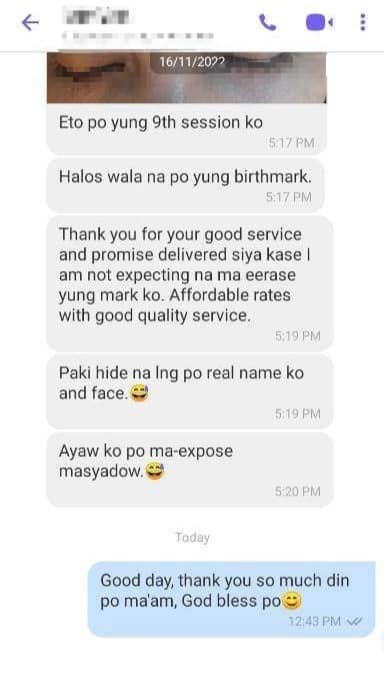 16/11/2022
Eto po yung 9th session ko
5:17 PM
Halos wala na po yung birthmark.
5:17 PM
Thank you for your good service
and promise delivered siya kase I
am not expecting na ma eerase
yung mark ko. Affordable rates
with good quality service.
5:19 PM
Paki hide na lng po real name ko
and face.😅
5:19 PM
Ayaw ko po ma-expose
masyadow.😅
5:20 PM
Today
Good day, thank you so much din
po ma'am, God bless po😊
12:43 PM